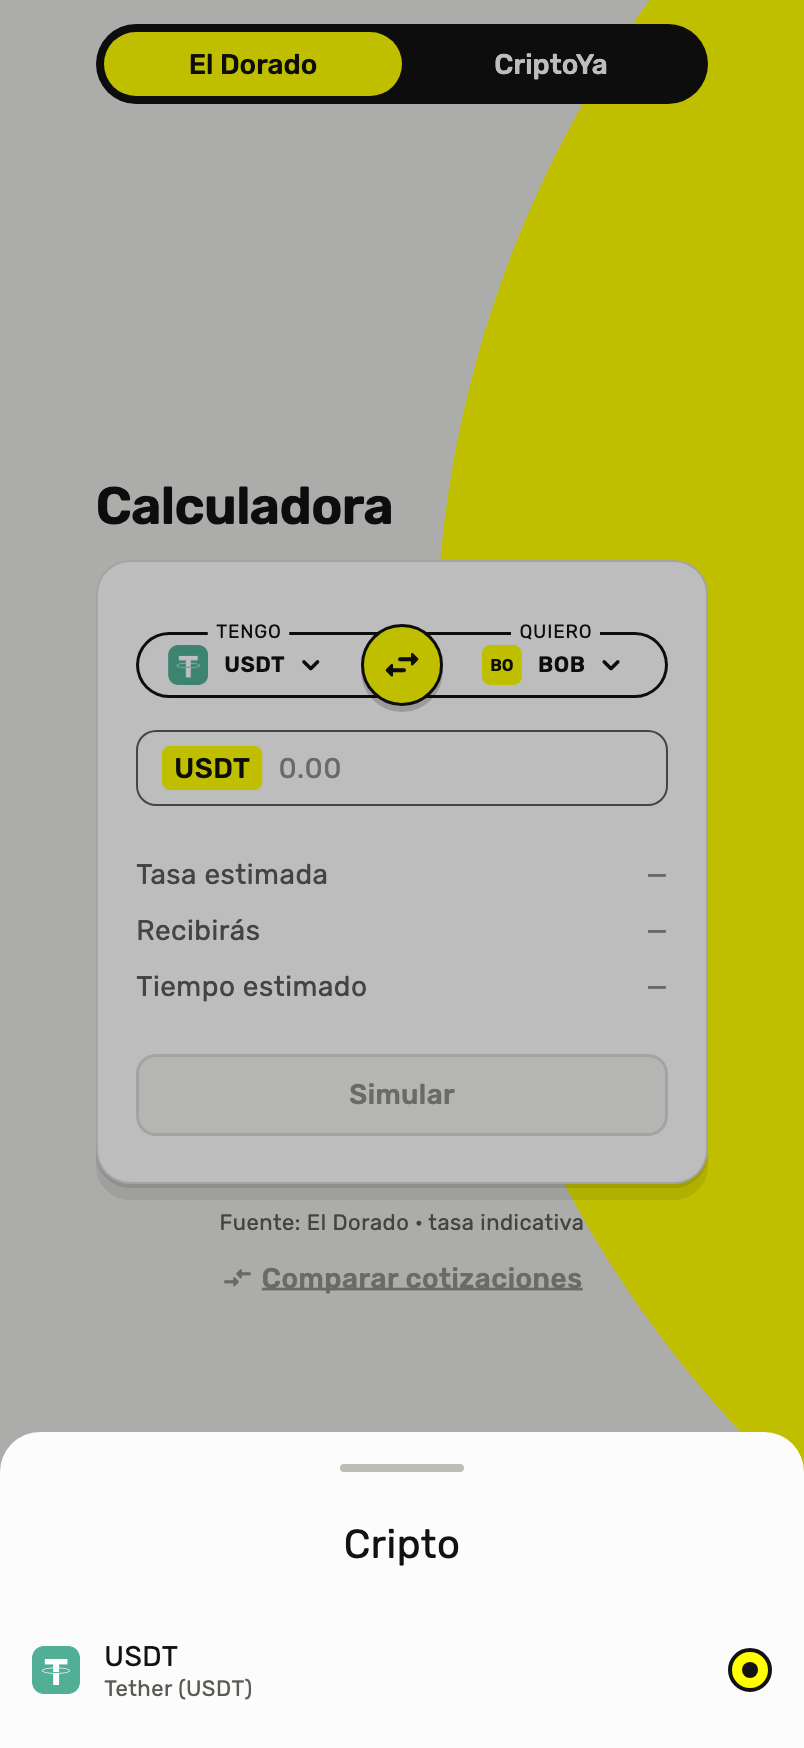 El Dorado
CriptoYa
Calculadora
TENGO
QUIERO
USDT
BO
BOB
USDT 0.00
Tasa estimada –
Recibirás –
Tiempo estimado –
Simular
Fuente: El Dorado • tasa indicativa
Comparar cotizaciones
Cripto
USDT
Tether (USDT)